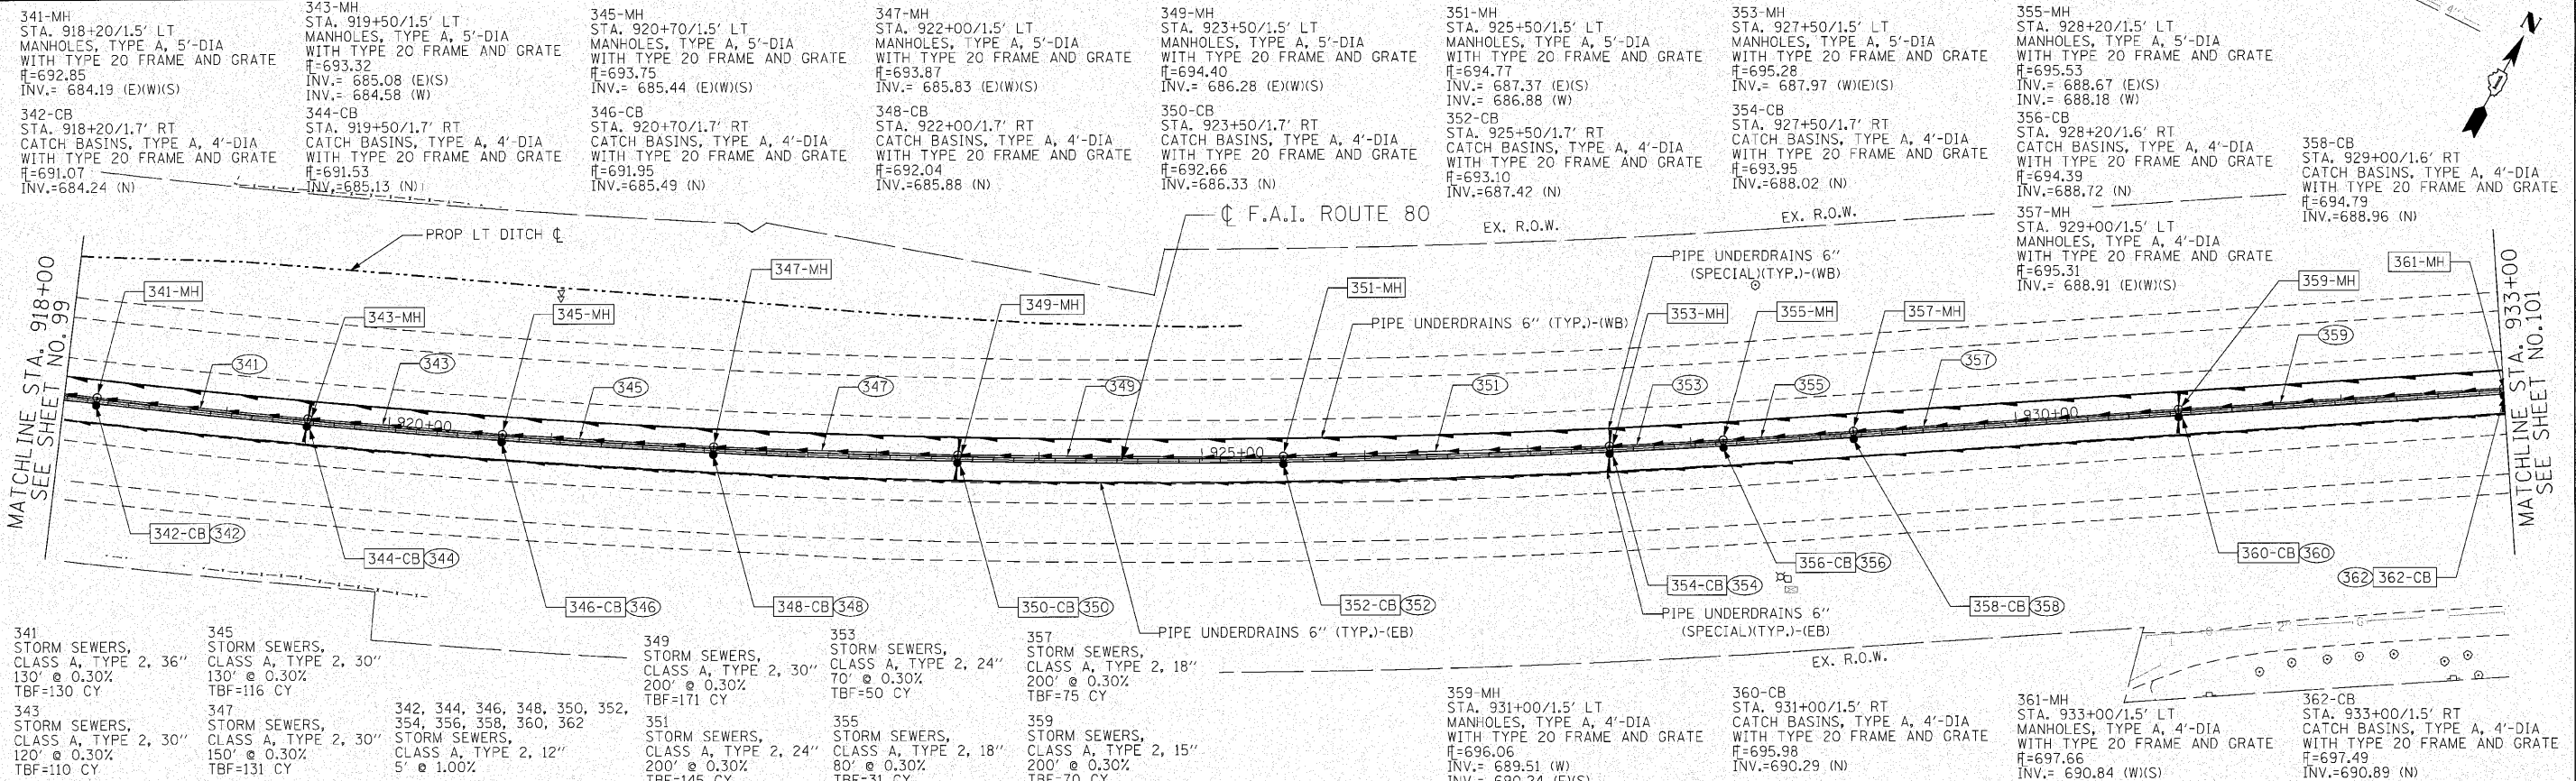 341-MH
STA. 918+20/1.5' LT
MANHOLES, TYPE A, 5'-DIA
WITH TYPE 20 FRAME AND GRATE
℄=692.85
INV.= 684.19 (E)(W)(S)
342-CB
STA. 918+20/1.7' RT
CATCH BASINS, TYPE A, 4'-DIA
WITH TYPE 20 FRAME AND GRATE
℄=691.07
INV.=684.24 (N)
343-MH
STA. 919+50/1.5' LT
MANHOLES, TYPE A, 5'-DIA
WITH TYPE 20 FRAME AND GRATE
℄=693.32
INV.= 685.08 (E)(S)
INV.= 684.58 (W)
344-CB
STA. 919+50/1.7' RT
CATCH BASINS, TYPE A, 4'-DIA
WITH TYPE 20 FRAME AND GRATE
℄=691.53
INV.=685.13 (N)
345-MH
STA. 920+70/1.5' LT
MANHOLES, TYPE A, 5'-DIA
WITH TYPE 20 FRAME AND GRATE
℄=693.75
INV.= 685.44 (E)(W)(S)
346-CB
STA. 920+70/1.7' RT
CATCH BASINS, TYPE A, 4'-DIA
WITH TYPE 20 FRAME AND GRATE
℄=691.95
INV.=685.49 (N)
347-MH
STA. 922+00/1.5' LT
MANHOLES, TYPE A, 5'-DIA
WITH TYPE 20 FRAME AND GRATE
℄=693.87
INV.= 685.83 (E)(W)(S)
348-CB
STA. 922+00/1.7' RT
CATCH BASINS, TYPE A, 4'-DIA
WITH TYPE 20 FRAME AND GRATE
℄=692.04
INV.=685.88 (N)
349-MH
STA. 923+50/1.5' LT
MANHOLES, TYPE A, 5'-DIA
WITH TYPE 20 FRAME AND GRATE
℄=694.40
INV.= 686.28 (E)(W)(S)
350-CB
STA. 923+50/1.7' RT
CATCH BASINS, TYPE A, 4'-DIA
WITH TYPE 20 FRAME AND GRATE
℄=692.66
INV.=686.33 (N)
351-MH
STA. 925+50/1.5' LT
MANHOLES, TYPE A, 5'-DIA
WITH TYPE 20 FRAME AND GRATE
℄=694.77
INV.= 687.37 (E)(S)
INV.= 686.88 (W)
352-CB
STA. 925+50/1.7' RT
CATCH BASINS, TYPE A, 4'-DIA
WITH TYPE 20 FRAME AND GRATE
℄=693.10
INV.=687.42 (N)
353-MH
STA. 927+50/1.5' LT
MANHOLES, TYPE A, 5'-DIA
WITH TYPE 20 FRAME AND GRATE
℄=695.28
INV.= 687.97 (W)(E)(S)
354-CB
STA. 927+50/1.7' RT
CATCH BASINS, TYPE A, 4'-DIA
WITH TYPE 20 FRAME AND GRATE
℄=693.95
INV.=688.02 (N)
355-MH
STA. 928+20/1.5' LT
MANHOLES, TYPE A, 5'-DIA
WITH TYPE 20 FRAME AND GRATE
℄=695.53
INV.= 688.67 (E)(S)
INV.= 688.18 (W)
356-CB
STA. 928+20/1.6' RT
CATCH BASINS, TYPE A, 4'-DIA
WITH TYPE 20 FRAME AND GRATE
℄=694.39
INV.=688.72 (N)
357-MH
STA. 929+00/1.5' LT
MANHOLES, TYPE A, 4'-DIA
WITH TYPE 20 FRAME AND GRATE
℄=695.31
INV.= 688.91 (E)(W)(S)
358-CB
STA. 929+00/1.6' RT
CATCH BASINS, TYPE A, 4'-DIA
WITH TYPE 20 FRAME AND GRATE
℄=694.79
INV.=688.96 (N)
N
℄ F.A.I. ROUTE 80
EX. R.O.W.
EX. R.O.W.
PROP LT DITCH ℄
PIPE UNDERDRAINS 6"
(SPECIAL)(TYP.)-(WB)
PIPE UNDERDRAINS 6" (TYP.)-(WB)
MATCHLINE STA. 918+00
SEE SHEET NO. 99
341-MH
343-MH
345-MH
347-MH
349-MH
351-MH
353-MH
355-MH
357-MH
359-MH
361-MH
MATCHLINE STA. 933+00
SEE SHEET NO.101
341
343
345
347
349
351
353
355
357
359
920+00
925+00
930+00
342-CB 342
344-CB 344
346-CB 346
348-CB 348
350-CB 350
352-CB 352
354-CB 354
356-CB 356
358-CB 358
360-CB 360
362 362-CB
PIPE UNDERDRAINS 6" (TYP.)-(EB)
PIPE UNDERDRAINS 6"
(SPECIAL)(TYP.)-(EB)
EX. R.O.W.
341
STORM SEWERS,
CLASS A, TYPE 2, 36"
130' @ 0.30%
TBF=130 CY
343
STORM SEWERS,
CLASS A, TYPE 2, 30"
120' @ 0.30%
TBF=110 CY
345
STORM SEWERS,
CLASS A, TYPE 2, 30"
130' @ 0.30%
TBF=116 CY
347
STORM SEWERS,
CLASS A, TYPE 2, 30"
150' @ 0.30%
TBF=131 CY
342, 344, 346, 348, 350, 352,
354, 356, 358, 360, 362
STORM SEWERS,
CLASS A, TYPE 2, 12"
5' @ 1.00%
349
STORM SEWERS,
CLASS A, TYPE 2, 30"
200' @ 0.30%
TBF=171 CY
351
STORM SEWERS,
CLASS A, TYPE 2, 24"
200' @ 0.30%
TBF=145 CY
353
STORM SEWERS,
CLASS A, TYPE 2, 24"
70' @ 0.30%
TBF=50 CY
355
STORM SEWERS,
CLASS A, TYPE 2, 18"
80' @ 0.30%
TBF=31 CY
357
STORM SEWERS,
CLASS A, TYPE 2, 18"
200' @ 0.30%
TBF=75 CY
359
STORM SEWERS,
CLASS A, TYPE 2, 15"
200' @ 0.30%
TBF=70 CY
359-MH
STA. 931+00/1.5' LT
MANHOLES, TYPE A, 4'-DIA
WITH TYPE 20 FRAME AND GRATE
℄=696.06
INV.= 689.51 (W)
INV.= 690.24 (E)(S)
360-CB
STA. 931+00/1.5' RT
CATCH BASINS, TYPE A, 4'-DIA
WITH TYPE 20 FRAME AND GRATE
℄=695.98
INV.=690.29 (N)
361-MH
STA. 933+00/1.5' LT
MANHOLES, TYPE A, 4'-DIA
WITH TYPE 20 FRAME AND GRATE
℄=697.66
INV.= 690.84 (W)(S)
362-CB
STA. 933+00/1.5' RT
CATCH BASINS, TYPE A, 4'-DIA
WITH TYPE 20 FRAME AND GRATE
℄=697.49
INV.=690.89 (N)